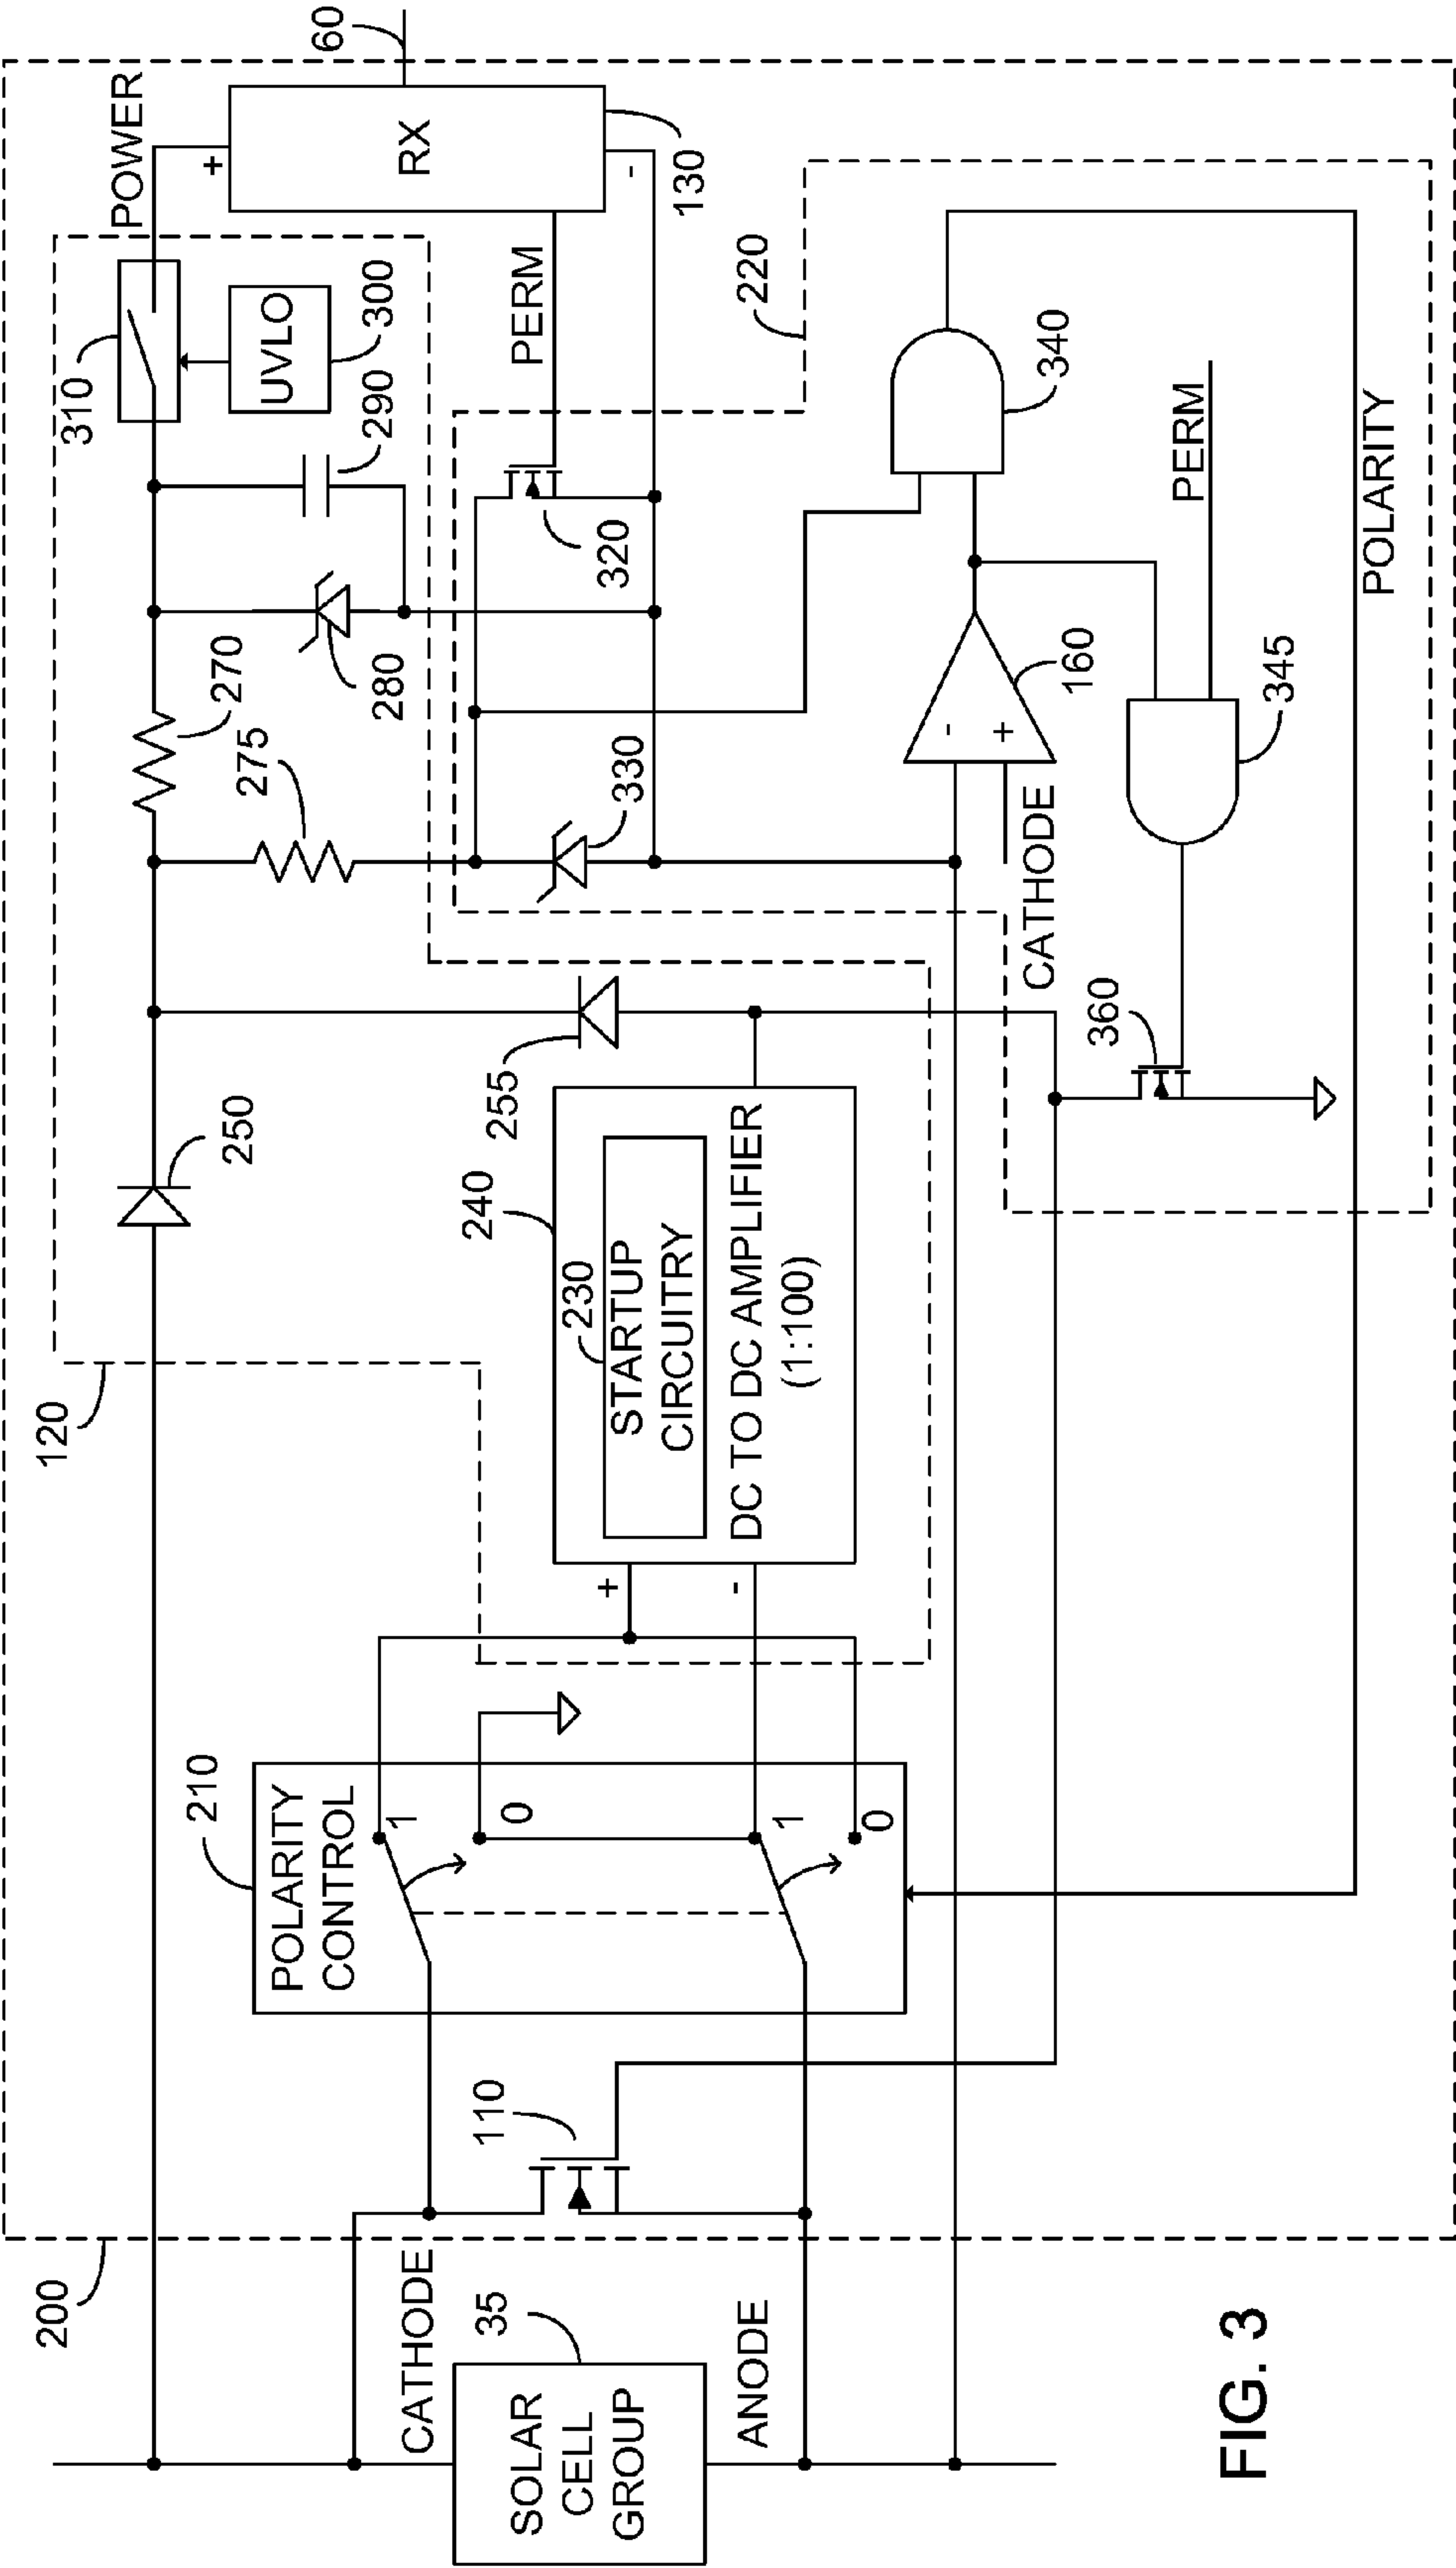 200
120
310
POWER
60
+
RX
-
130
UVLO
300
290
270
275
280
PERM
320
330
220
250
255
210
POLARITY
CONTROL
1
0
1
0
240
230
STARTUP
CIRCUITRY
DC TO DC AMPLIFIER
(1:100)
+
-
110
CATHODE
35
SOLAR
CELL
GROUP
ANODE
-
+
160
CATHODE
340
PERM
345
360
POLARITY
FIG. 3